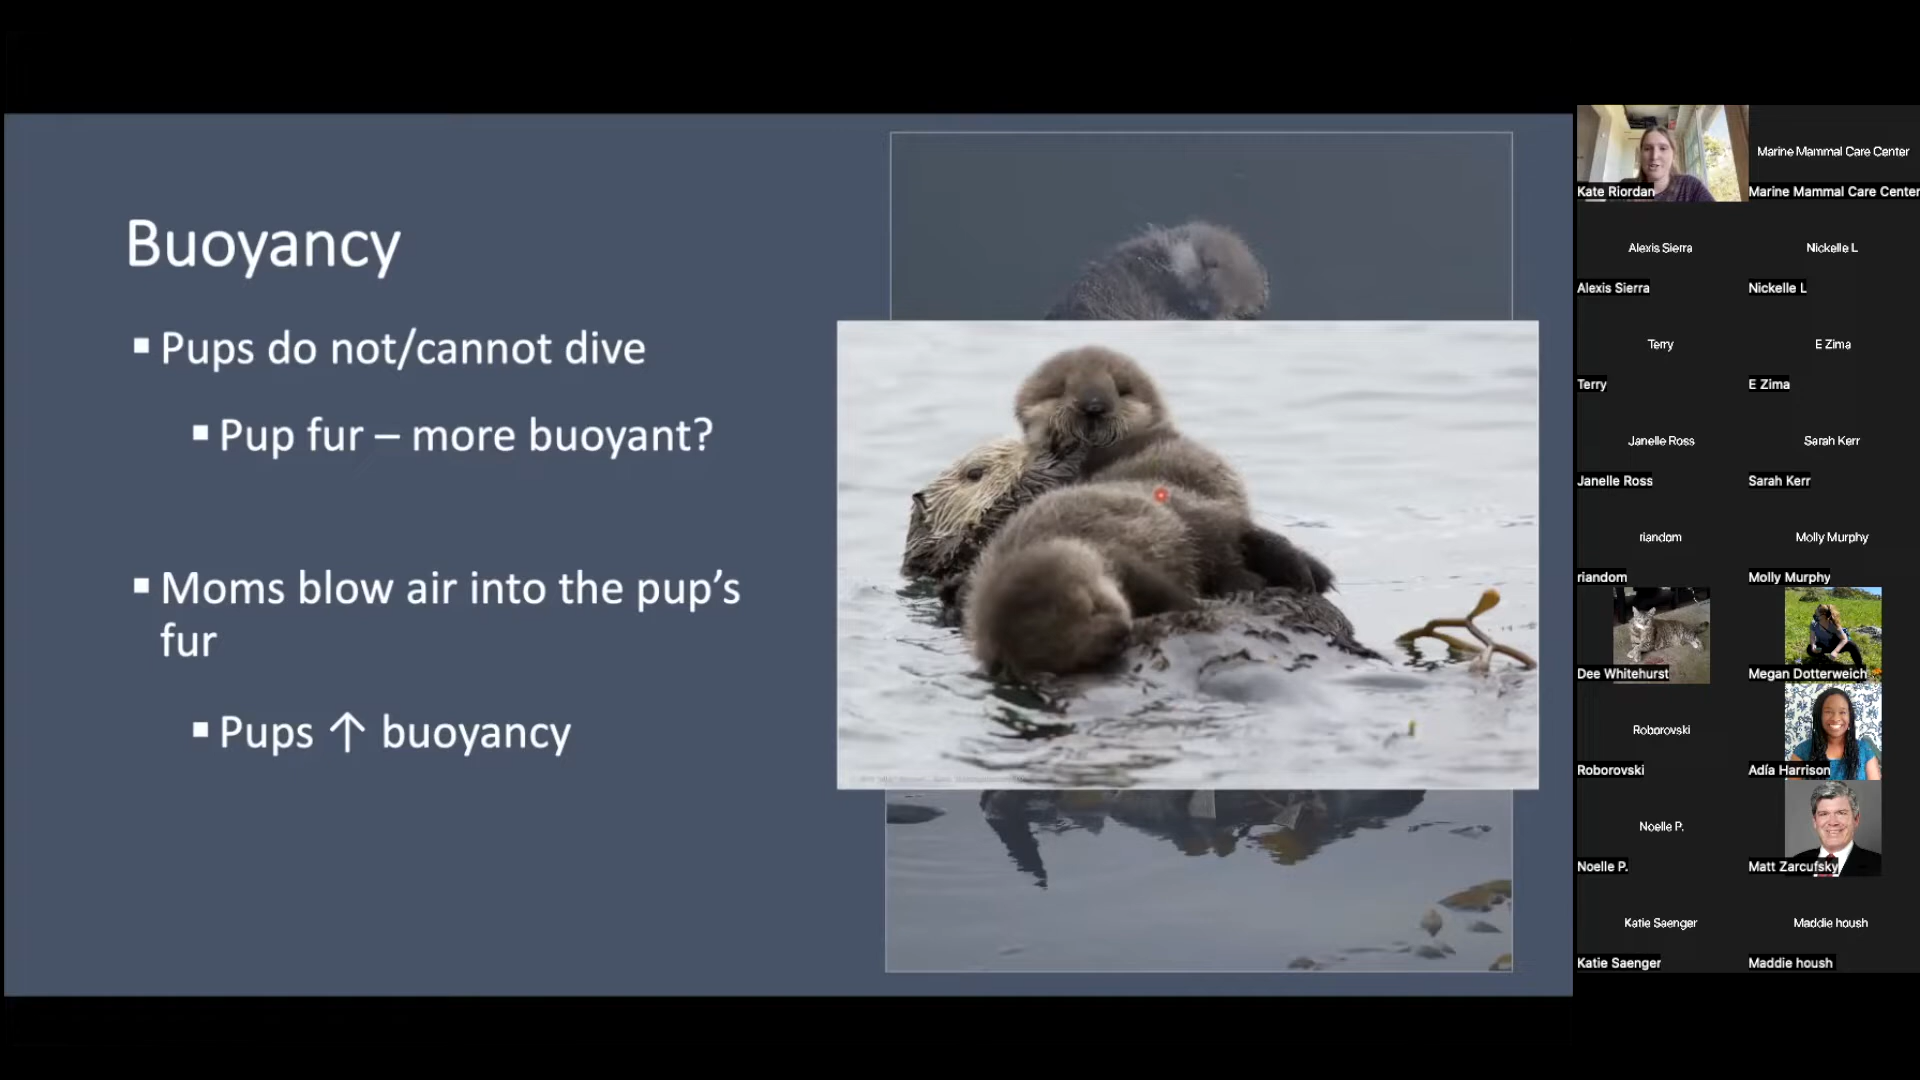 Buoyancy
▪ Pups do not/cannot dive
▪ Pup fur – more buoyant?
▪ Moms blow air into the pup’s
fur
▪ Pups ↑ buoyancy
Kate Riordan
Marine Mammal Care Center
Marine Mammal Care Center
Alexis Sierra
Alexis Sierra
Nickelle L
Nickelle L
Terry
Terry
E Zima
E Zima
Janelle Ross
Janelle Ross
Sarah Kerr
Sarah Kerr
riandom
riandom
Molly Murphy
Molly Murphy
Dee Whitehurst
Megan Dotterweich
Roborovski
Roborovski
Adía Harrison
Noelle P.
Noelle P.
Matt Zarcufsky
Katie Saenger
Katie Saenger
Maddie housh
Maddie housh